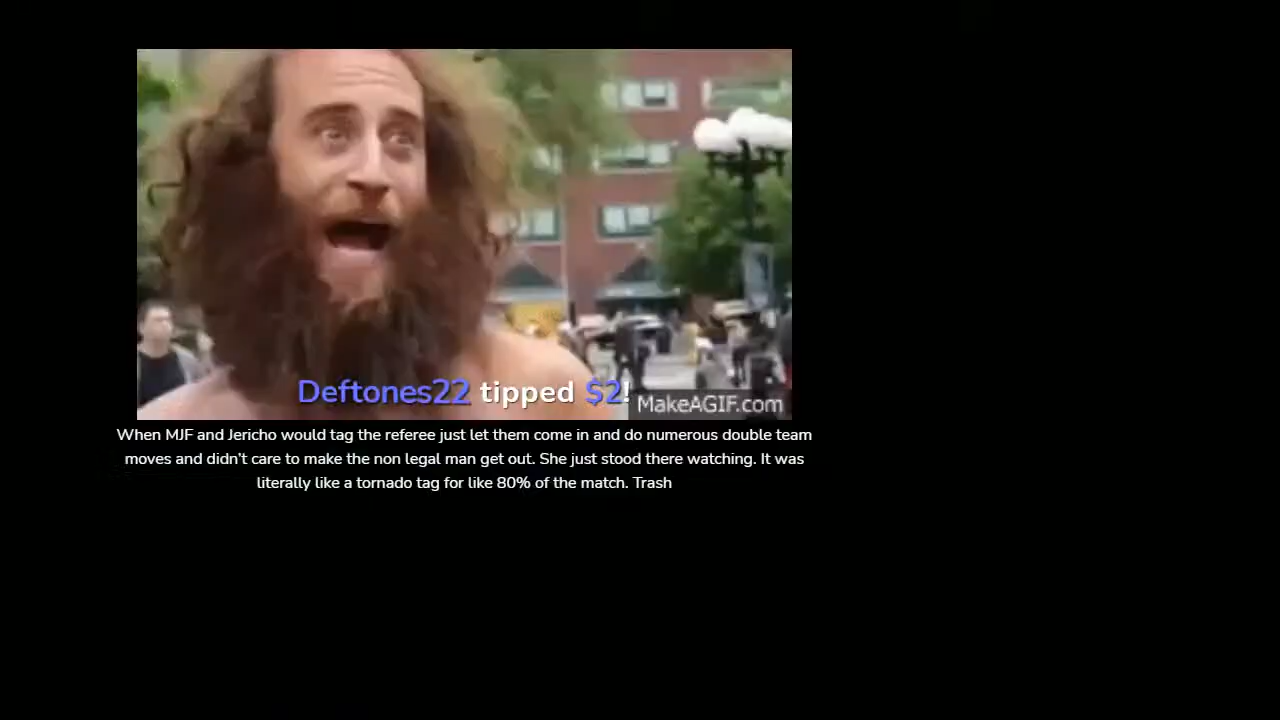 Deftones22 tipped $2!
MakeAGIF.com
When MJF and Jericho would tag the referee just let them come in and do numerous double team
moves and didn't care to make the non legal man get out. She just stood there watching. It was
literally like a tornado tag for like 80% of the match. Trash